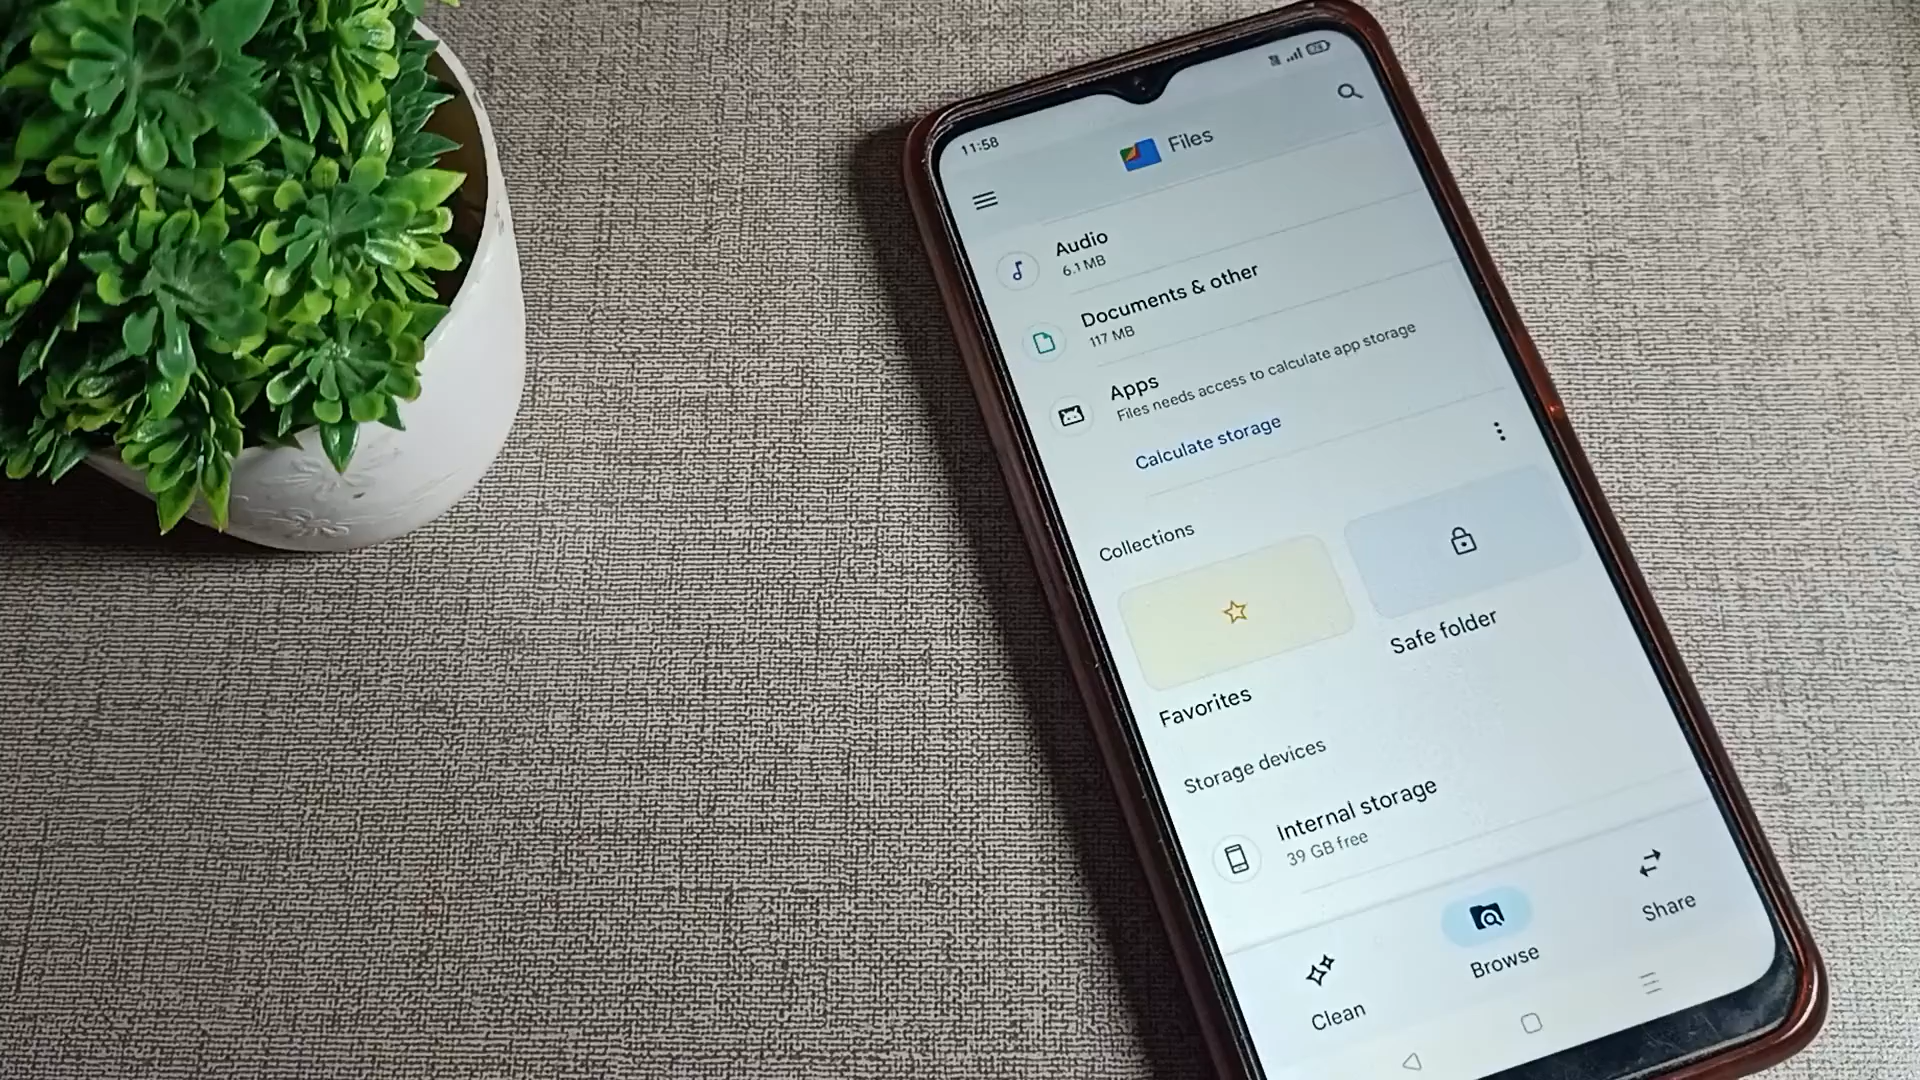 11:58
Files
Audio
6.1 MB
Documents & other
117 MB
Apps
Files needs access to calculate app storage
Calculate storage
Collections
Favorites
Safe folder
Storage devices
Internal storage
39 GB free
Clean
Browse
Share